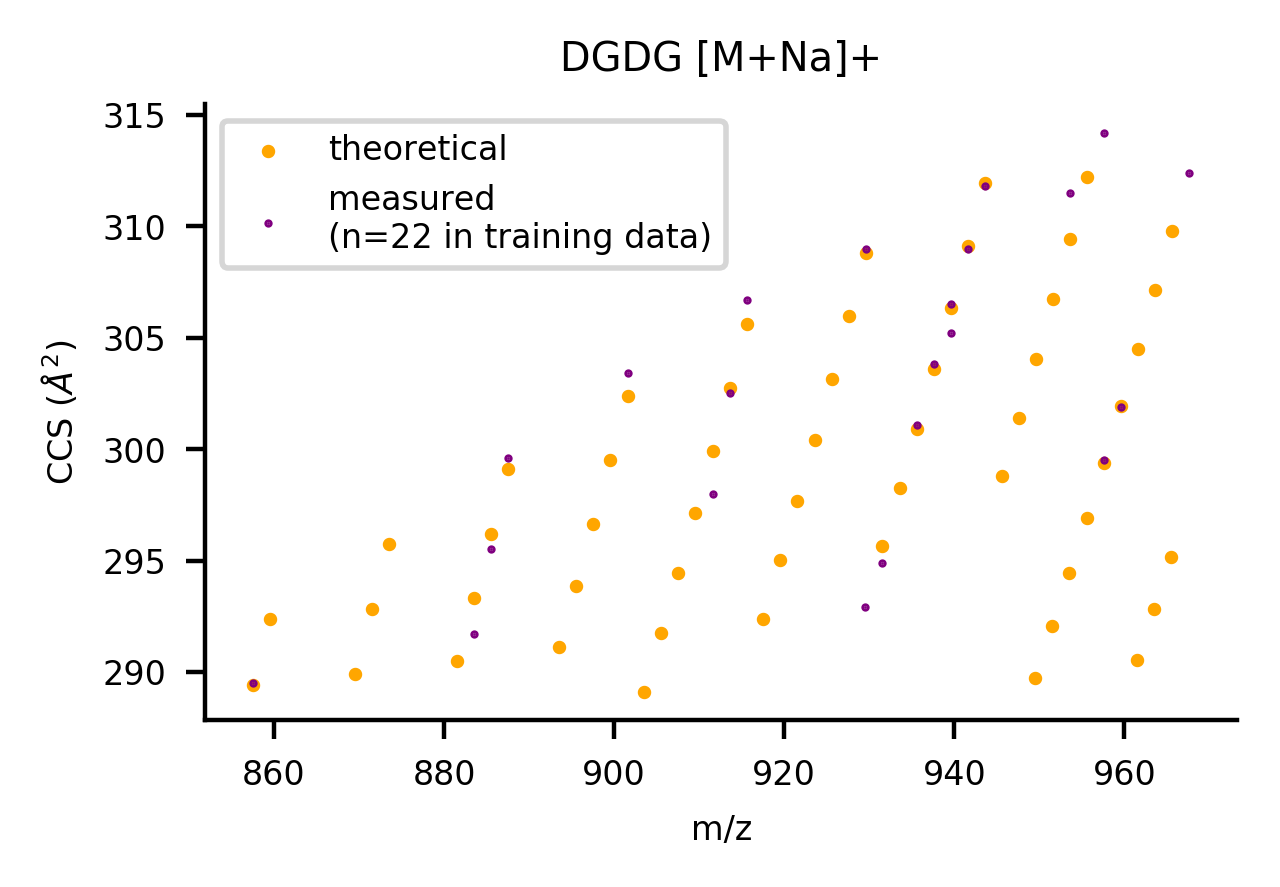 DGDG [M+Na]+
315
310
305
300
295
290
CCS (Å²)
theoretical
measured
(n=22 in training data)
860
880
900
920
940
960
m/z